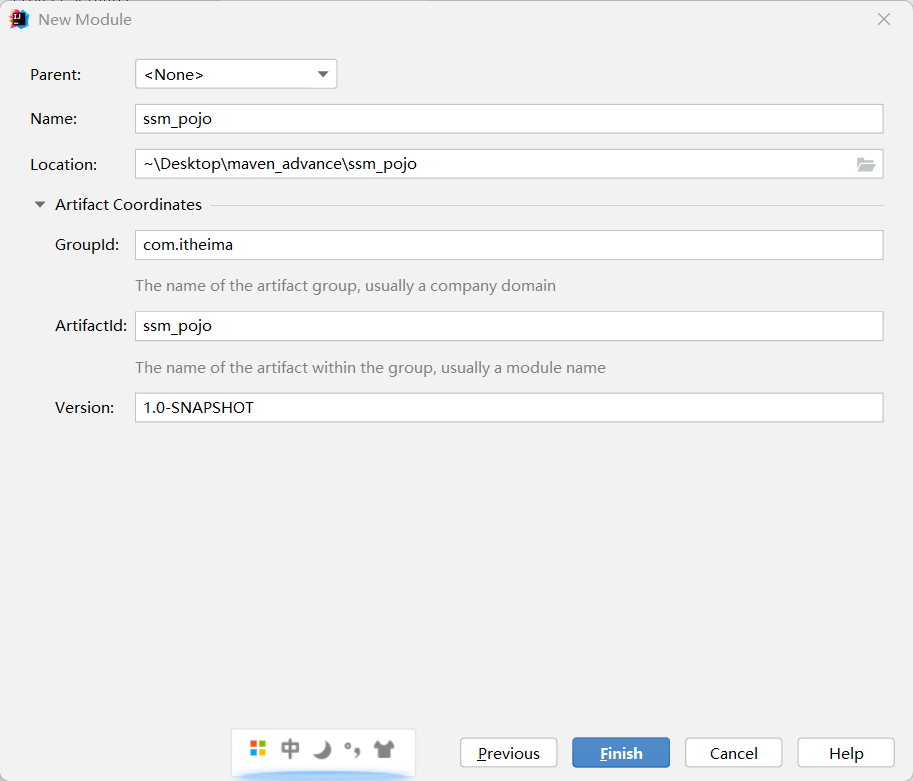 New Module
Parent: <None>
Name: ssm_pojo
Location: ~\Desktop\maven_advance\ssm_pojo
Artifact Coordinates
GroupId: com.itheima
The name of the artifact group, usually a company domain
ArtifactId: ssm_pojo
The name of the artifact within the group, usually a module name
Version: 1.0-SNAPSHOT
中 °,
Previous Finish Cancel Help